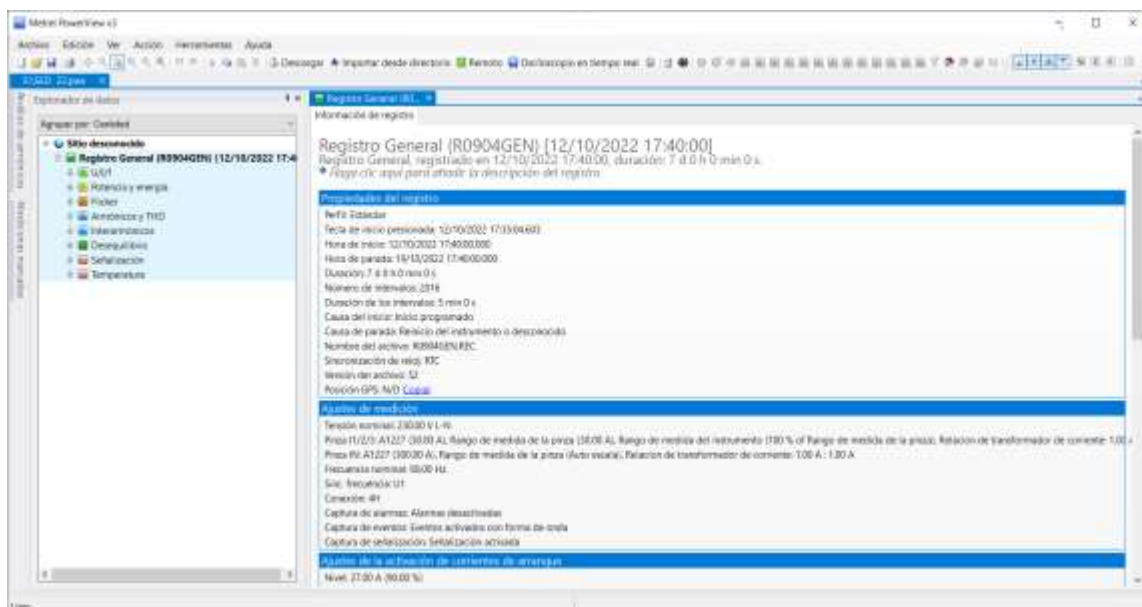 Metrel PowerView v3
Archivo Edición Ver Acción Herramientas Ayuda
Descargar Importar desde directorio Remoto Osciloscopio en tiempo real
Explorador de datos
Registro General (R0...
Agrupar por: Cantidad
Información de registro
Sitio desconocido
Registro General (R0904GEN) [12/10/2022 17:4
U/I/f
Potencia y energía
Flicker
Armónicos y THD
Interarmónicos
Desequilibrio
Señalización
Temperatura
Registro General (R0904GEN) [12/10/2022 17:40:00]
Registro General, registrado en 12/10/2022 17:40:00, duración: 7 d 0 h 0 min 0 s.
Haga clic aquí para añadir la descripción del registro
Propiedades del registro
Perfil: Estándar
Tecla de inicio presionada: 12/10/2022 17:35:04.603
Hora de inicio: 12/10/2022 17:40:00.000
Hora de parada: 19/10/2022 17:40:00.000
Duración: 7 d 0 h 0 min 0 s
Número de intervalos: 2016
Duración de los intervalos: 5 min 0 s
Causa del inicio: Inicio programado
Causa de parada: Reinicio del instrumento o desconocido
Nombre del archivo: R0904GEN.REC
Sincronización de reloj: RTC
Versión del archivo: 12
Posición GPS: N/D Copiar
Ajustes de medición
Tensión nominal: 230.00 V L-N
Pinza I1/2/3: A1227 (30.00 A), Rango de medida de la pinza (30.00 A), Rango de medida del instrumento (100 % of Rango de medida de la pinza), Relación de transformador de corriente: 1.00
Pinza IN: A1227 (300.00 A), Rango de medida de la pinza (Auto escala), Relación de transformador de corriente: 1.00 A : 1.00 A
Frecuencia nominal: 60.00 Hz
Sinc. frecuencia: U1
Conexión: 4H
Captura de alarmas: Alarmas desactivadas
Captura de eventos: Eventos activados con forma de onda
Captura de señalización: Señalización activada
Ajustes de la activación de corrientes de arranque
Nivel: 27.00 A (90.00 %)